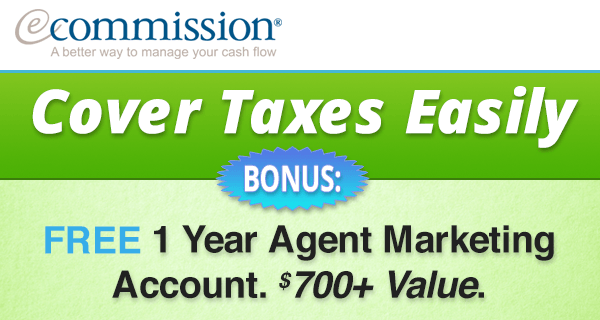 ecommission®
A better way to manage your cash flow
Cover Taxes Easily
BONUS:
FREE 1 Year Agent Marketing
Account. $700+ Value.